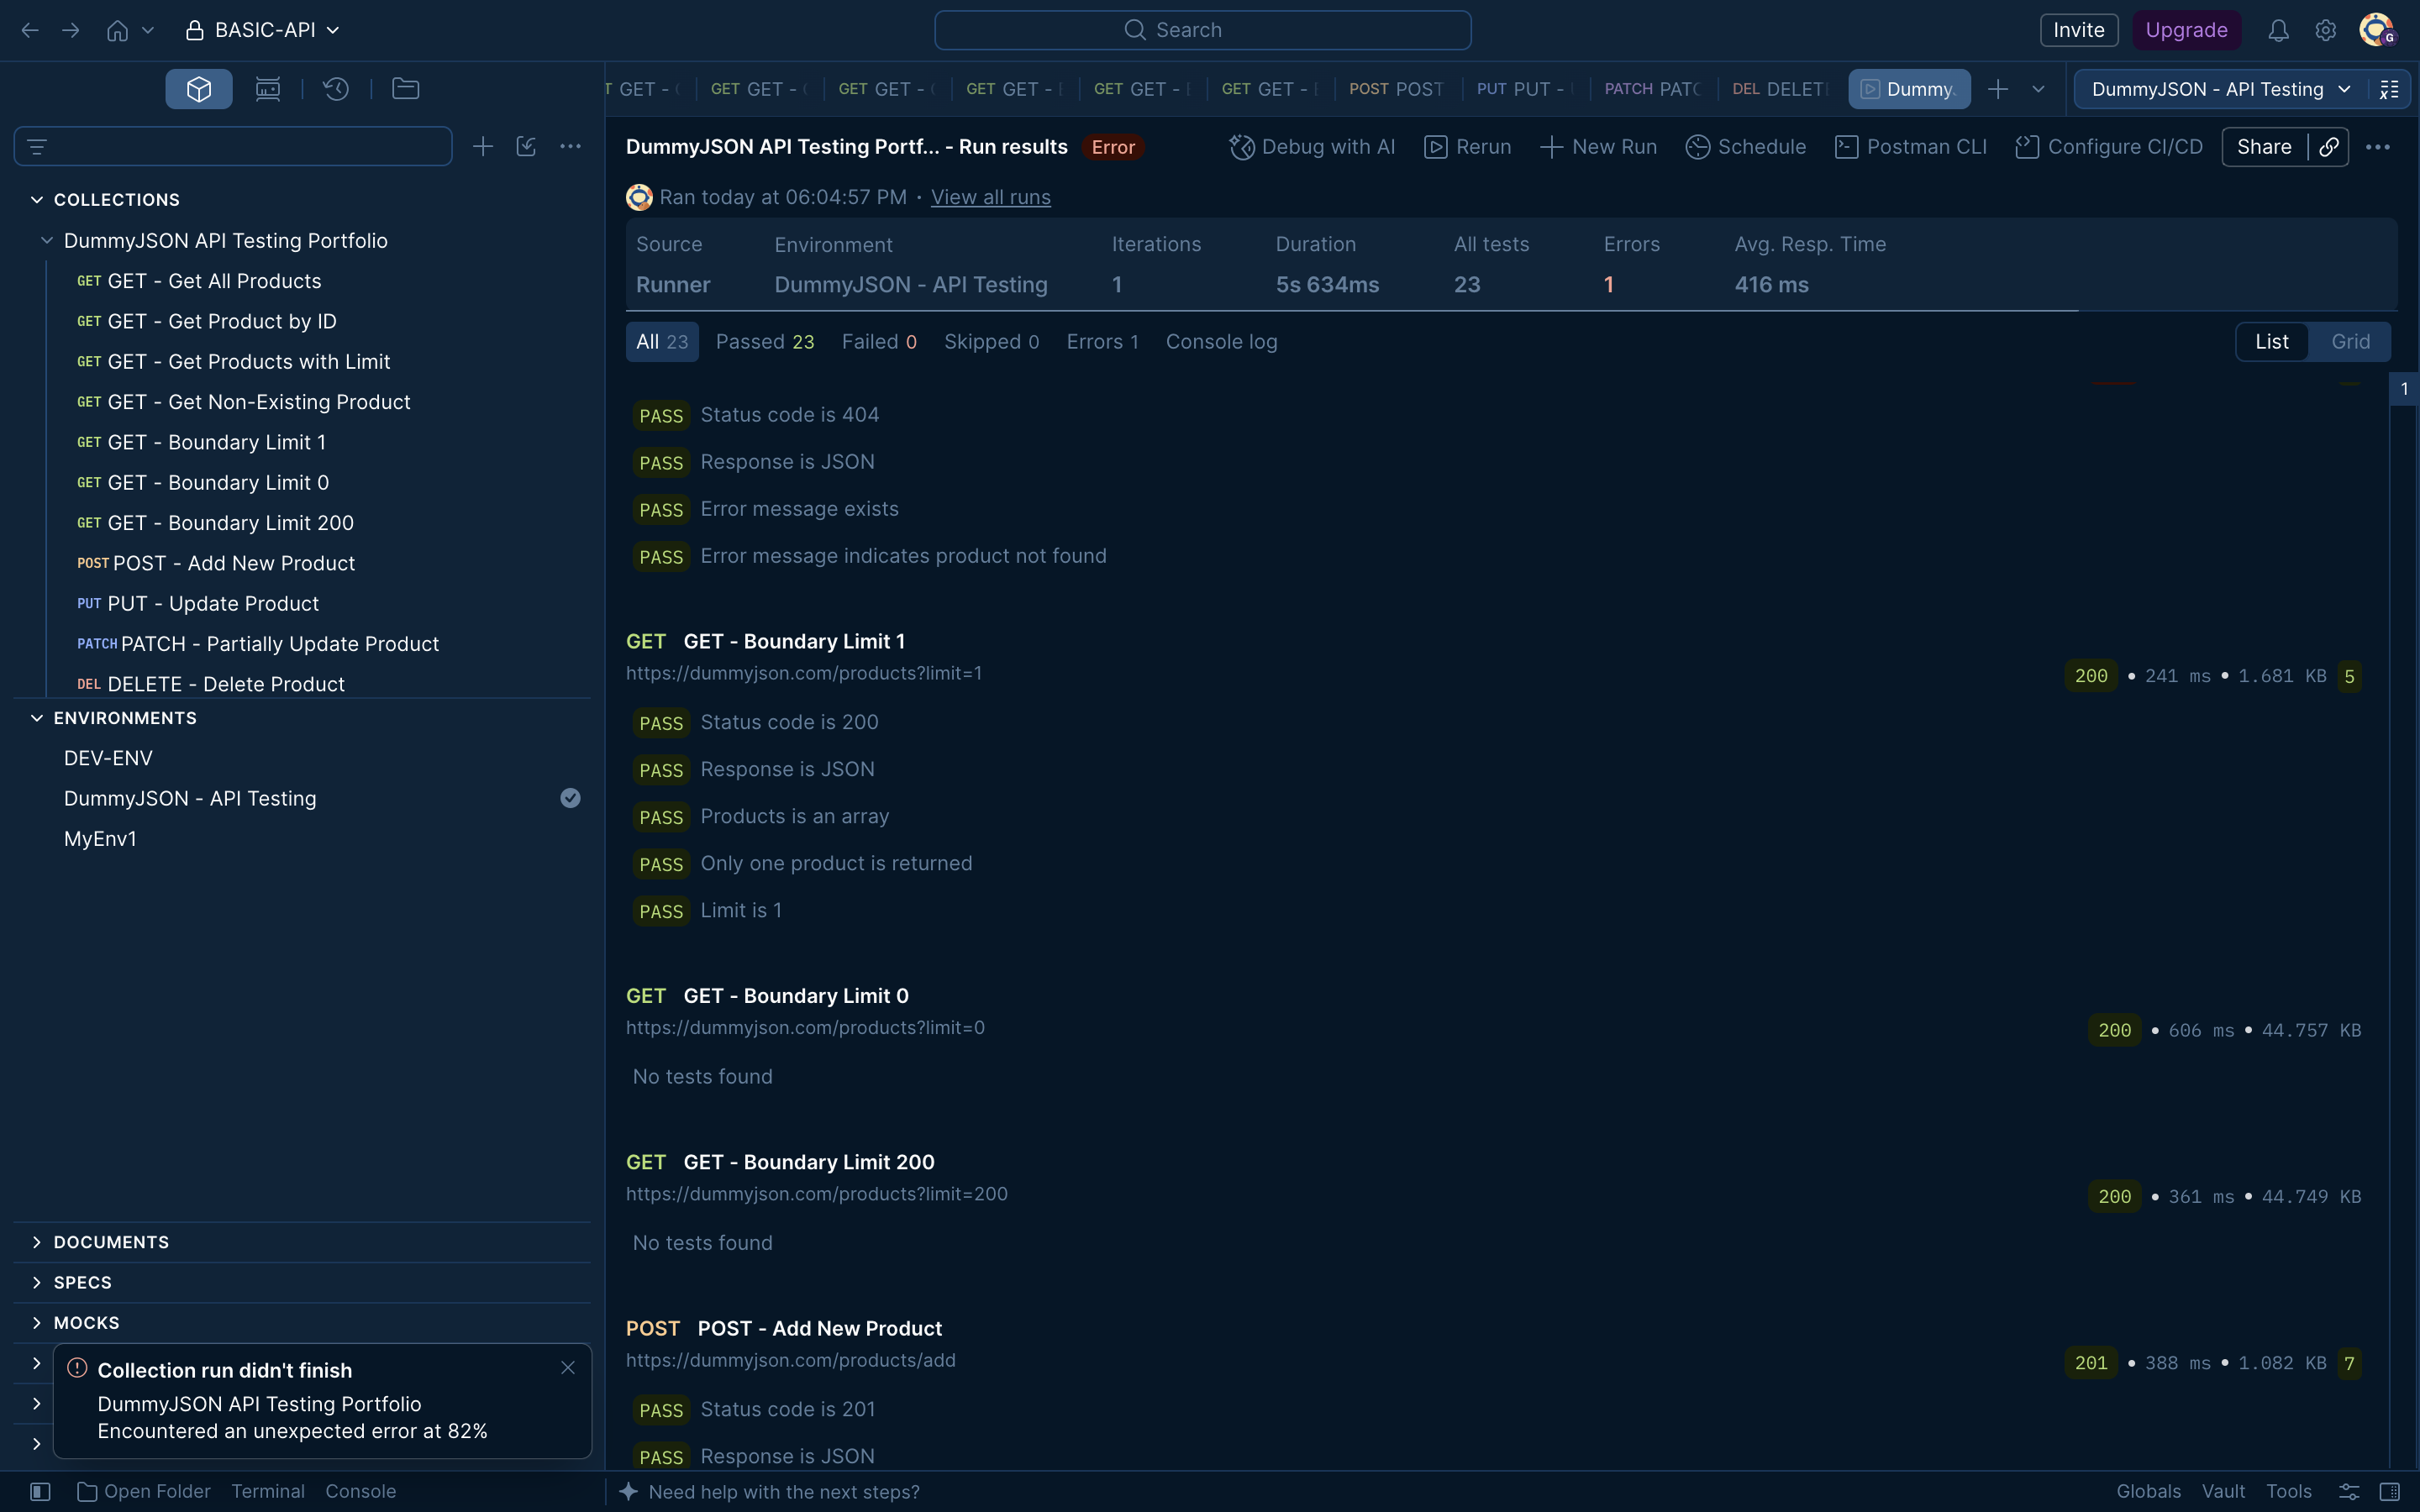 BASIC-API
Search
Invite
Upgrade
G
T GET - GET GET - GET GET - GET GET - GET GET - GET GET - POST POST PUT PUT - PATCH PATC DEL DELET Dummy
DummyJSON - API Testing
DummyJSON API Testing Portf... - Run results Error
Debug with AI Rerun New Run Schedule Postman CLI Configure CI/CD Share
Ran today at 06:04:57 PM · View all runs
Source Environment Iterations Duration All tests Errors Avg. Resp. Time
Runner DummyJSON - API Testing 1 5s 634ms 23 1 416 ms
All 23 Passed 23 Failed 0 Skipped 0 Errors 1 Console log
List Grid
1
COLLECTIONS
DummyJSON API Testing Portfolio
GET GET - Get All Products
GET GET - Get Product by ID
GET GET - Get Products with Limit
GET GET - Get Non-Existing Product
GET GET - Boundary Limit 1
GET GET - Boundary Limit 0
GET GET - Boundary Limit 200
POST POST - Add New Product
PUT PUT - Update Product
PATCH PATCH - Partially Update Product
DEL DELETE - Delete Product
ENVIRONMENTS
DEV-ENV
DummyJSON - API Testing
MyEnv1
DOCUMENTS
SPECS
MOCKS
Collection run didn't finish
DummyJSON API Testing Portfolio
Encountered an unexpected error at 82%
PASS Status code is 404
PASS Response is JSON
PASS Error message exists
PASS Error message indicates product not found
GET GET - Boundary Limit 1
https://dummyjson.com/products?limit=1
200 • 241 ms • 1.681 KB 5
PASS Status code is 200
PASS Response is JSON
PASS Products is an array
PASS Only one product is returned
PASS Limit is 1
GET GET - Boundary Limit 0
https://dummyjson.com/products?limit=0
200 • 606 ms • 44.757 KB
No tests found
GET GET - Boundary Limit 200
https://dummyjson.com/products?limit=200
200 • 361 ms • 44.749 KB
No tests found
POST POST - Add New Product
https://dummyjson.com/products/add
201 • 388 ms • 1.082 KB 7
PASS Status code is 201
PASS Response is JSON
Open Folder Terminal Console
Need help with the next steps?
Globals Vault Tools